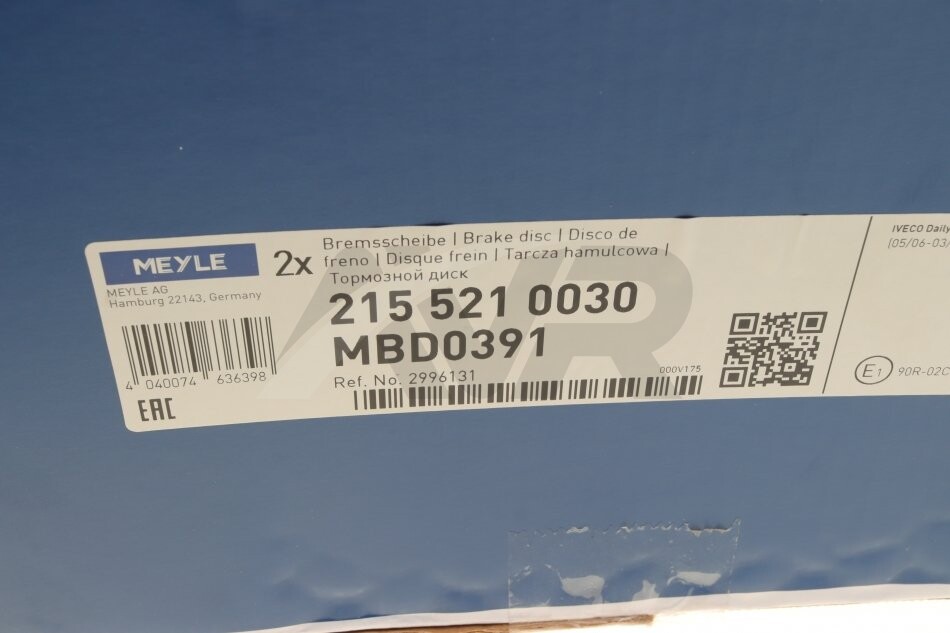 MEYLE
MEYLE AG
Hamburg 22143, Germany
4 040074 636398
EAC
2x
Bremsscheibe | Brake disc | Disco de
freno | Disque frein | Tarcza hamulcowa |
Тормозной диск
215 521 0030
MBD0391
Ref. No. 2996131
000V175
IVECO Daily
(05/06-03/
E1
90R-02C